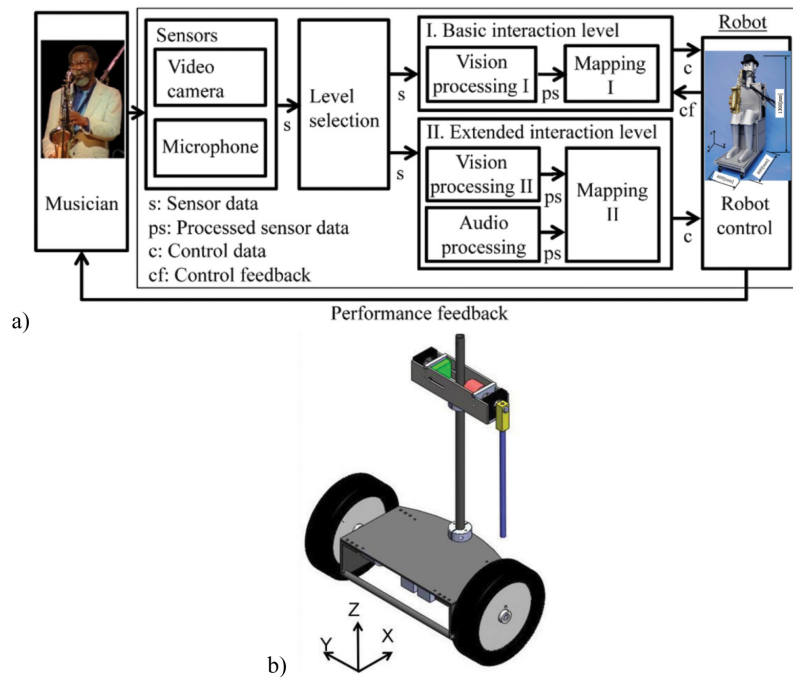 Musician
Sensors
Video
camera
Microphone
s: Sensor data
ps: Processed sensor data
c: Control data
cf: Control feedback
s
Level
selection
s
s
I. Basic interaction level
Vision
processing I
ps
Mapping
I
II. Extended interaction level
Vision
processing II
ps
Audio
processing
ps
Mapping
II
c
cf
c
Robot
Robot
control
Performance feedback
a)
Z
Y
X
b)